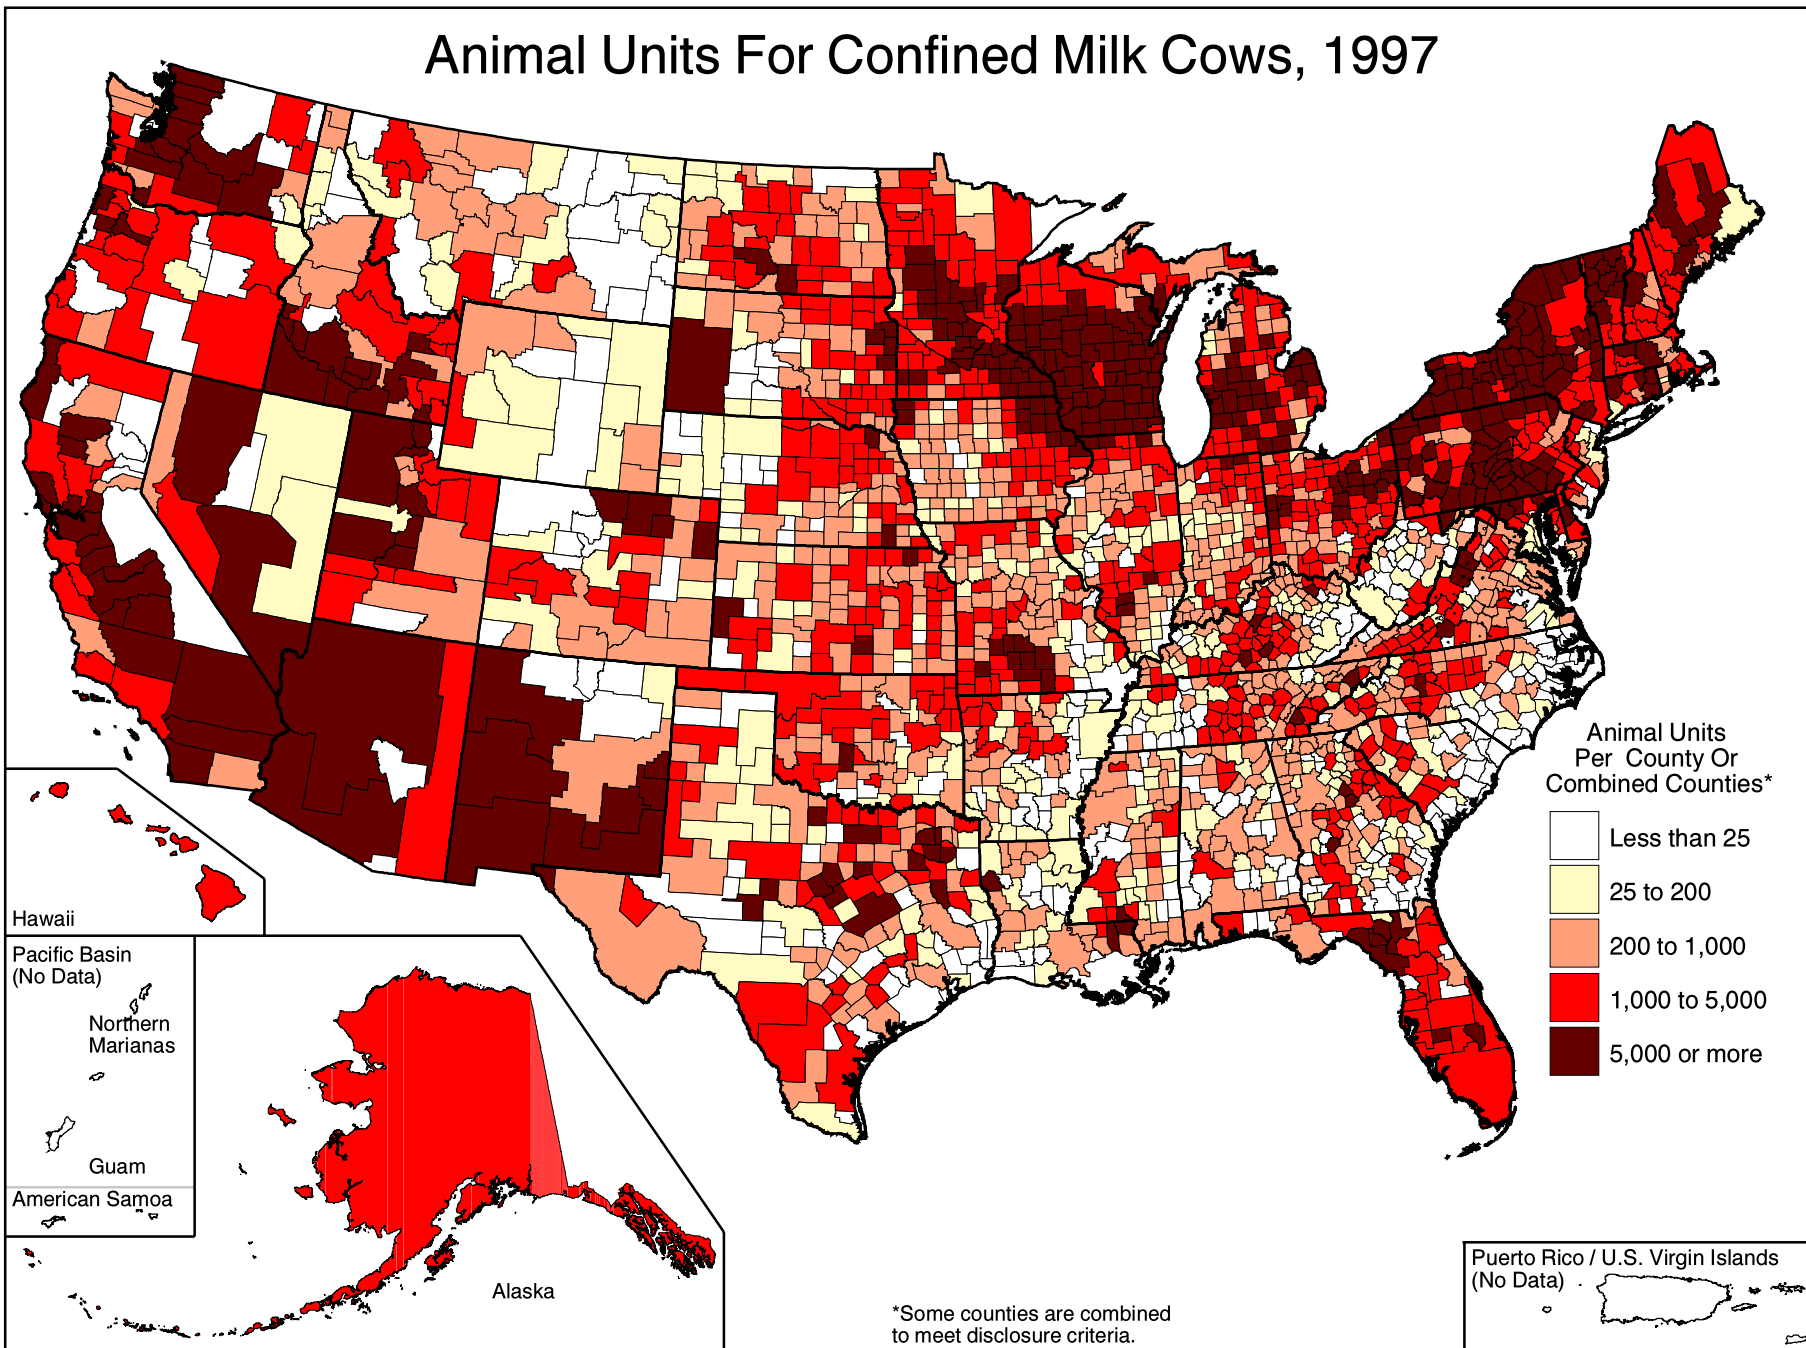 Animal Units For Confined Milk Cows, 1997
Animal Units
Per County Or
Combined Counties*
Less than 25
25 to 200
200 to 1,000
1,000 to 5,000
5,000 or more
Hawaii
Pacific Basin
(No Data)
Northern
Marianas
Guam
American Samoa
Alaska
*Some counties are combined
to meet disclosure criteria.
Puerto Rico / U.S. Virgin Islands
(No Data)